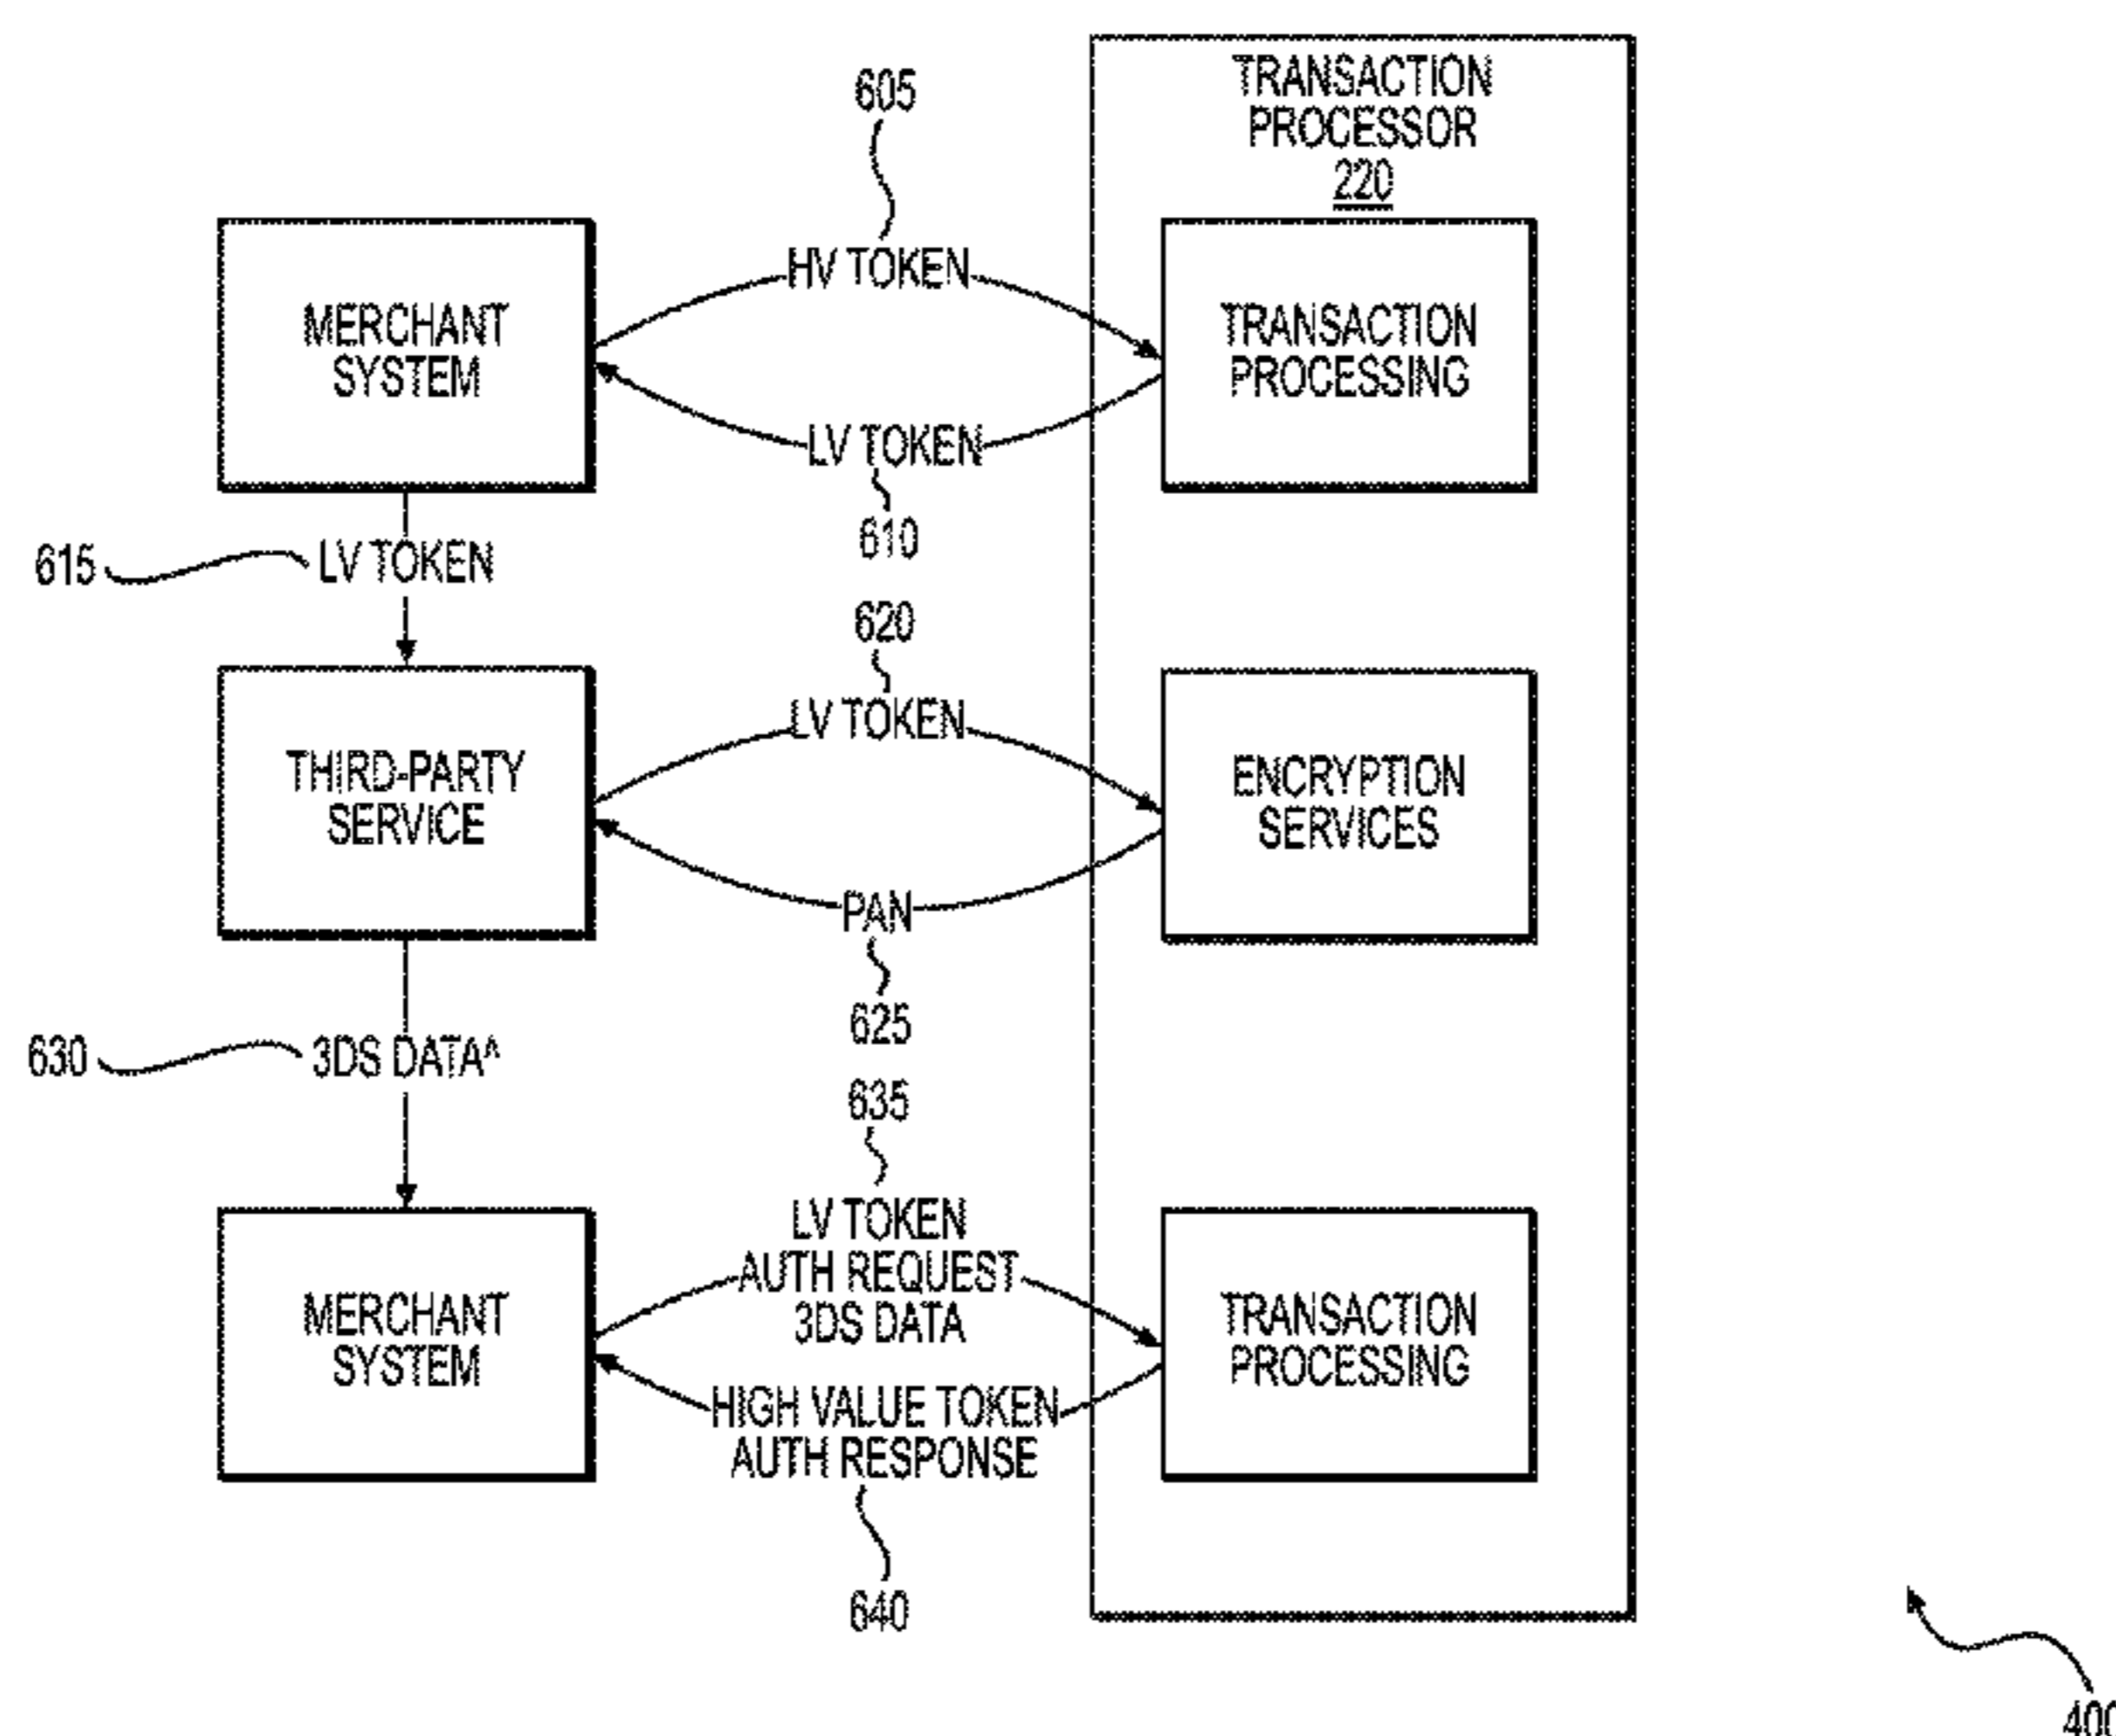 605
TRANSACTION
PROCESSOR
220
HV TOKEN
MERCHANT
SYSTEM
TRANSACTION
PROCESSING
LV TOKEN
610
615
LV TOKEN
620
LV TOKEN
THIRD-PARTY
SERVICE
ENCRYPTION
SERVICES
PAN
625
630
3DS DATA^
635
LV TOKEN
AUTH REQUEST
3DS DATA
MERCHANT
SYSTEM
TRANSACTION
PROCESSING
HIGH VALUE TOKEN
AUTH RESPONSE
640
400